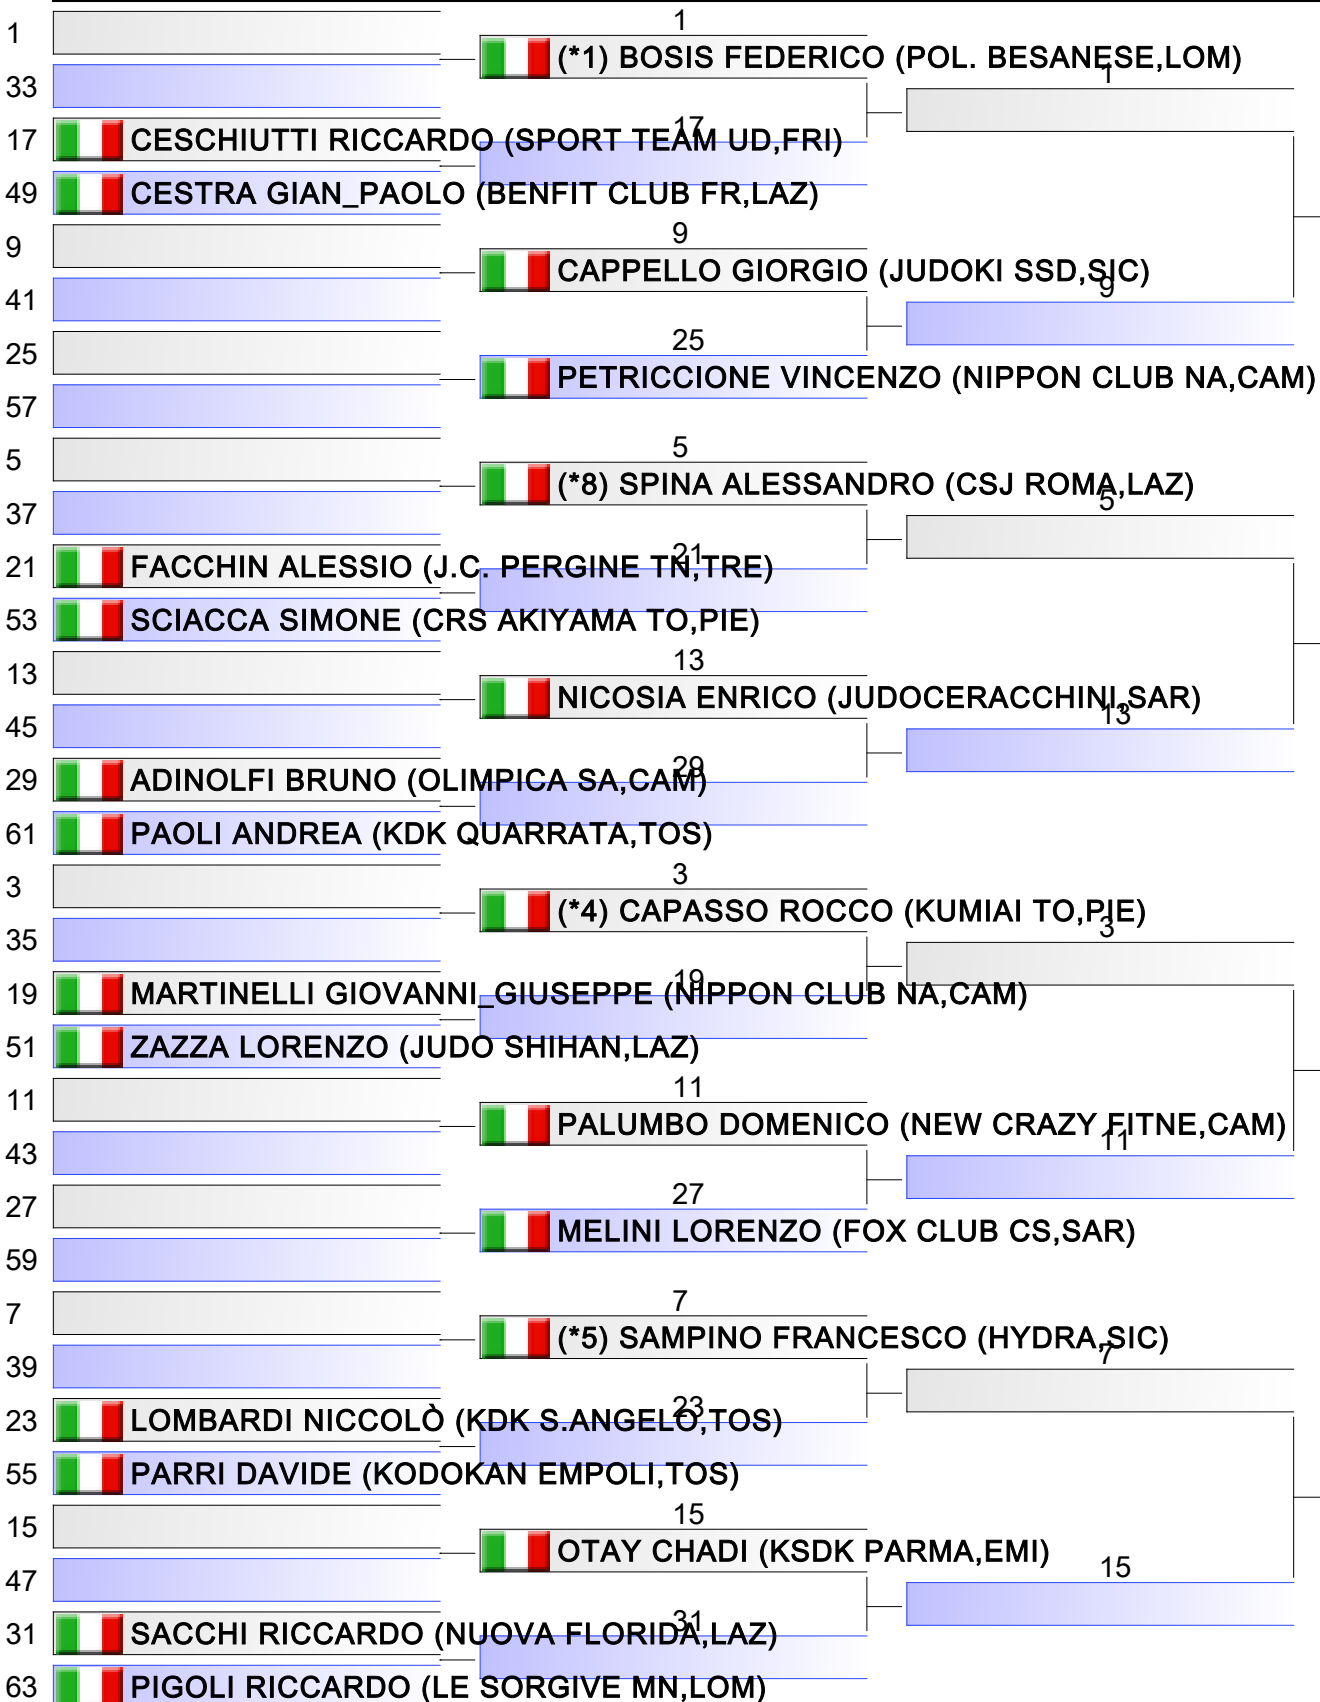 1
1
(*1) BOSIS FEDERICO (POL. BESANESE,LOM)
33
1
17
CESCHIUTTI RICCARDO (SPORT TEAM UD,FRI)
17
49
CESTRA GIAN_PAOLO (BENFIT CLUB FR,LAZ)
9
9
CAPPELLO GIORGIO (JUDOKI SSD,SIC)
41
9
25
25
PETRICCIONE VINCENZO (NIPPON CLUB NA,CAM)
57
5
5
(*8) SPINA ALESSANDRO (CSJ ROMA,LAZ)
37
5
21
FACCHIN ALESSIO (J.C. PERGINE TN,TRE)
21
53
SCIACCA SIMONE (CRS AKIYAMA TO,PIE)
13
13
NICOSIA ENRICO (JUDOCERACCHINI,SAR)
45
13
29
ADINOLFI BRUNO (OLIMPICA SA,CAM)
29
61
PAOLI ANDREA (KDK QUARRATA,TOS)
3
3
(*4) CAPASSO ROCCO (KUMIAI TO,PIE)
35
3
19
MARTINELLI GIOVANNI_GIUSEPPE (NIPPON CLUB NA,CAM)
19
51
ZAZZA LORENZO (JUDO SHIHAN,LAZ)
11
11
PALUMBO DOMENICO (NEW CRAZY FITNE,CAM)
43
11
27
27
MELINI LORENZO (FOX CLUB CS,SAR)
59
7
7
(*5) SAMPINO FRANCESCO (HYDRA,SIC)
39
7
23
LOMBARDI NICCOLÒ (KDK S.ANGELO,TOS)
23
55
PARRI DAVIDE (KODOKAN EMPOLI,TOS)
15
15
OTAY CHADI (KSDK PARMA,EMI)
47
15
31
SACCHI RICCARDO (NUOVA FLORIDA,LAZ)
31
63
PIGOLI RICCARDO (LE SORGIVE MN,LOM)